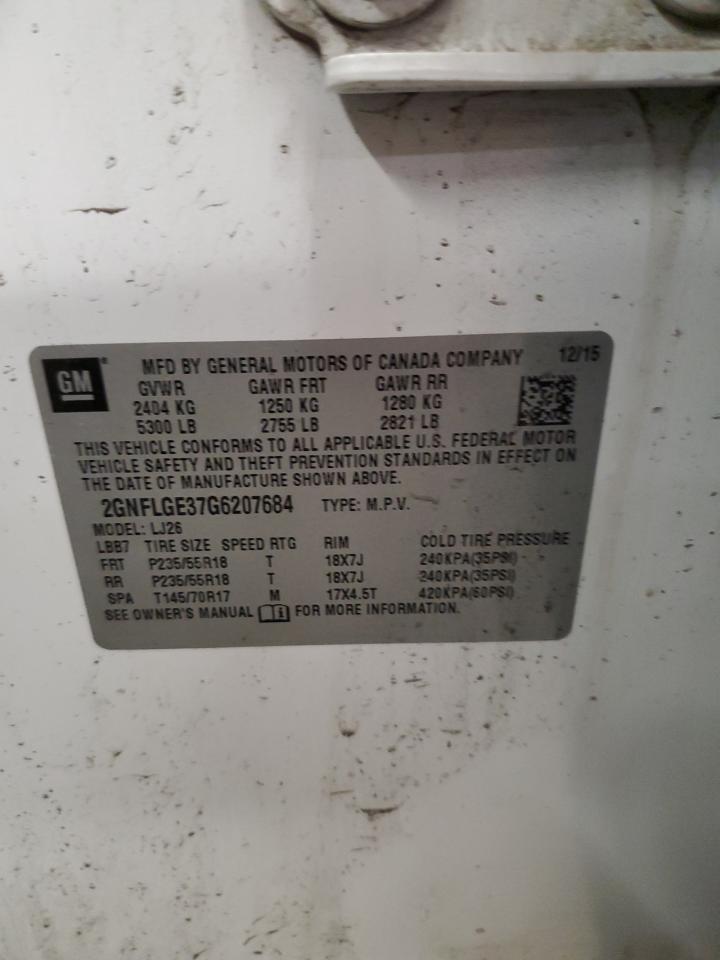 GM
MFD BY GENERAL MOTORS OF CANADA COMPANY 12/15
GVWR GAWR FRT GAWR RR
2404 KG 1250 KG 1280 KG
5300 LB 2755 LB 2821 LB
THIS VEHICLE CONFORMS TO ALL APPLICABLE U.S. FEDERAL MOTOR
VEHICLE SAFETY AND THEFT PREVENTION STANDARDS IN EFFECT ON
THE DATE OF MANUFACTURE SHOWN ABOVE.
2GNFLGE37G6207684 TYPE: M.P.V.
MODEL: LJ26
LBB7 TIRE SIZE SPEED RTG RIM COLD TIRE PRESSURE
FRT P235/55R18 T 18X7J 240KPA(35PSI)
RR P235/55R18 T 18X7J 240KPA(35PSI)
SPA T145/70R17 M 17X4.5T 420KPA(60PSI)
SEE OWNER'S MANUAL FOR MORE INFORMATION.